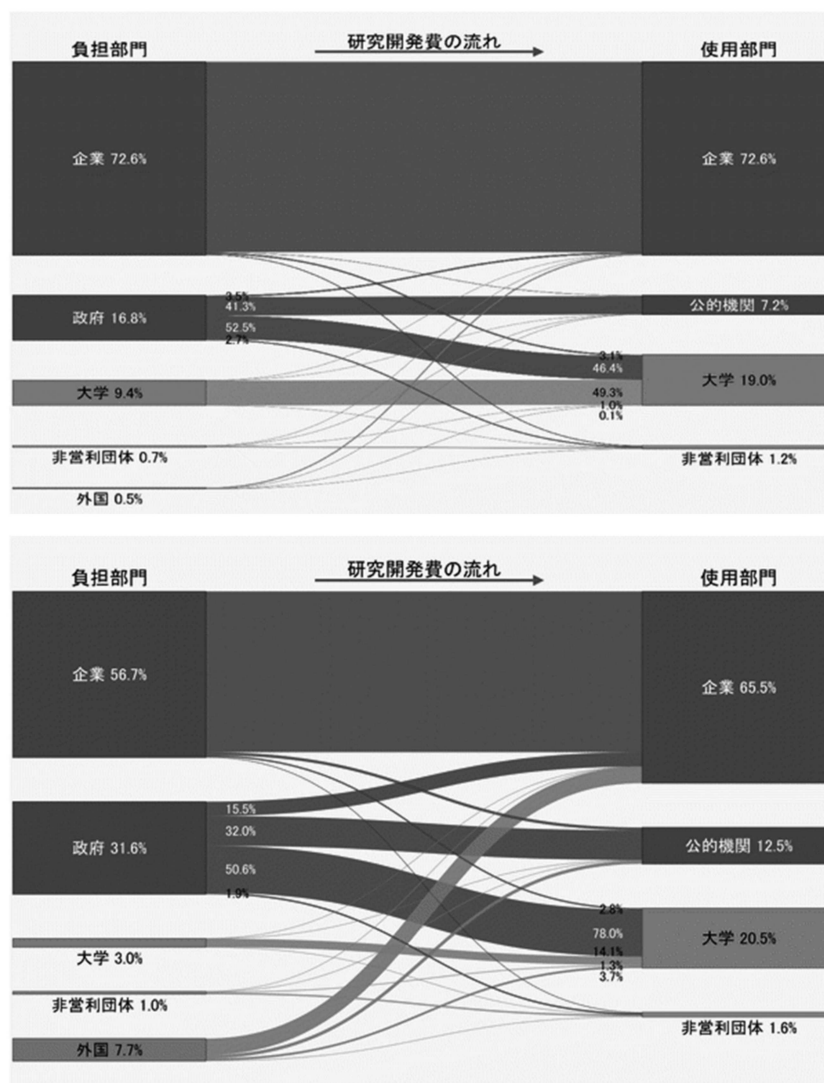 負担部門
研究開発費の流れ
使用部門
企業 72.6%
企業 72.6%
3.5%
41.3%
政府 16.8%
52.5%
2.7%
公的機関 7.2%
3.1%
46.4%
大学 9.4%
49.3%
大学 19.0%
1.0%
0.1%
非営利団体 0.7%
非営利団体 1.2%
外国 0.5%
負担部門
研究開発費の流れ
使用部門
企業 56.7%
企業 65.5%
15.5%
32.0%
政府 31.6%
50.6%
1.9%
公的機関 12.5%
2.8%
78.0%
大学 20.5%
14.1%
1.3%
3.7%
大学 3.0%
非営利団体 1.0%
非営利団体 1.6%
外国 7.7%